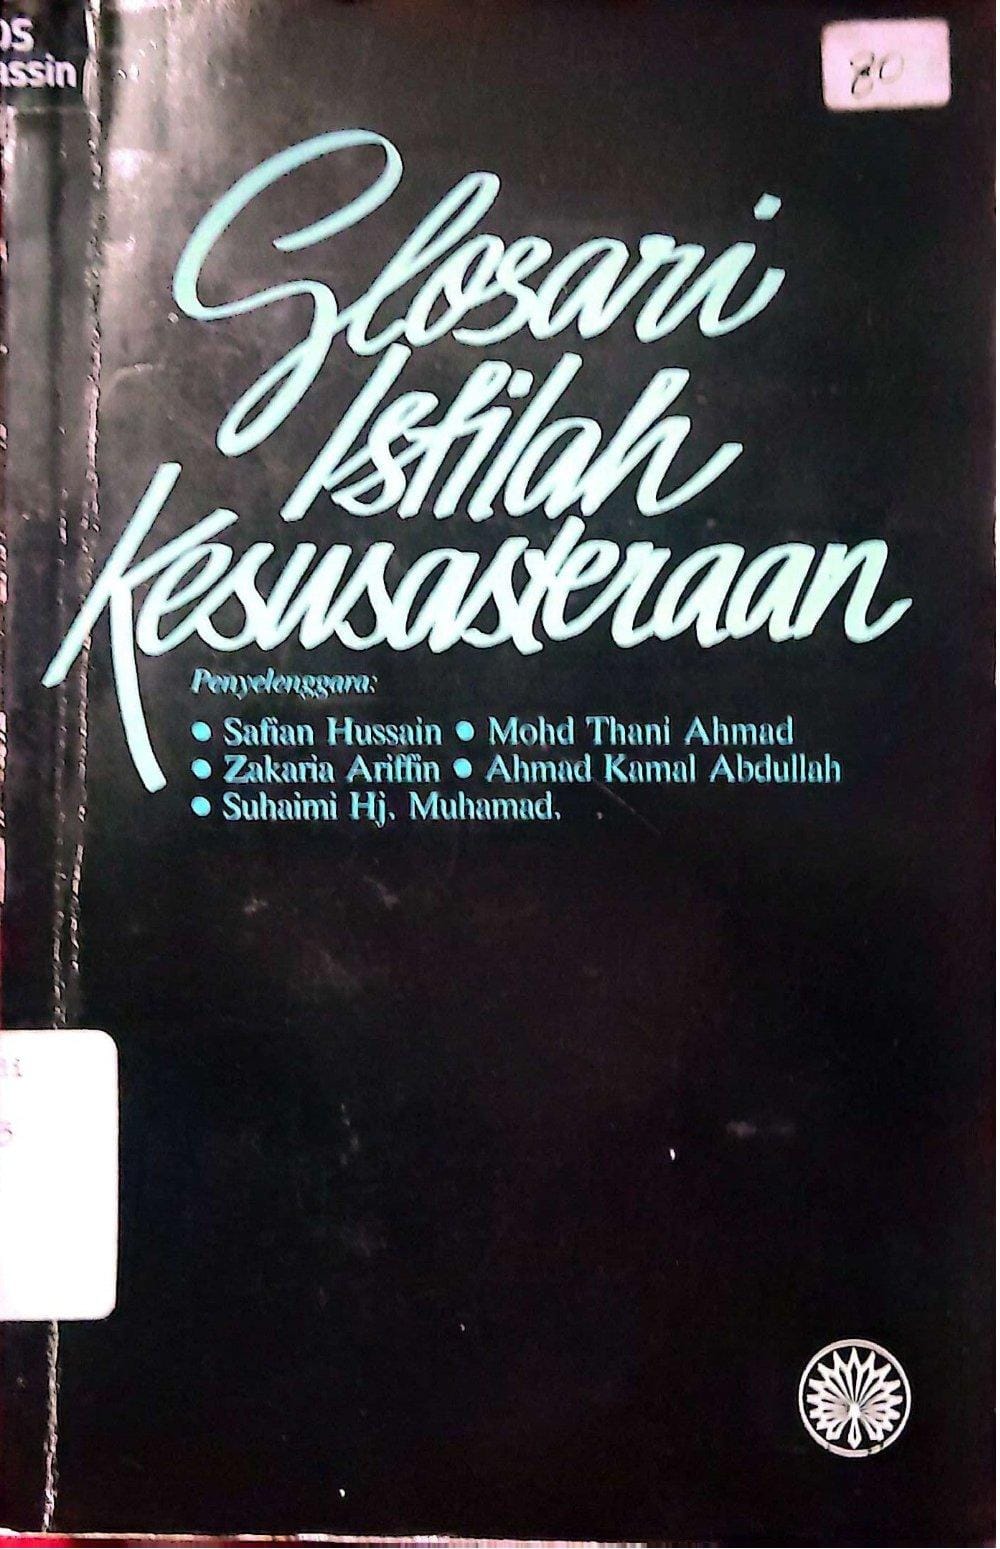 80
Glosari
Istilah
Kesusasteraan
Penyelenggara:
• Safian Hussain • Mohd Thani Ahmad
• Zakaria Ariffin • Ahmad Kamal Abdullah
• Suhaimi Hj. Muhamad.